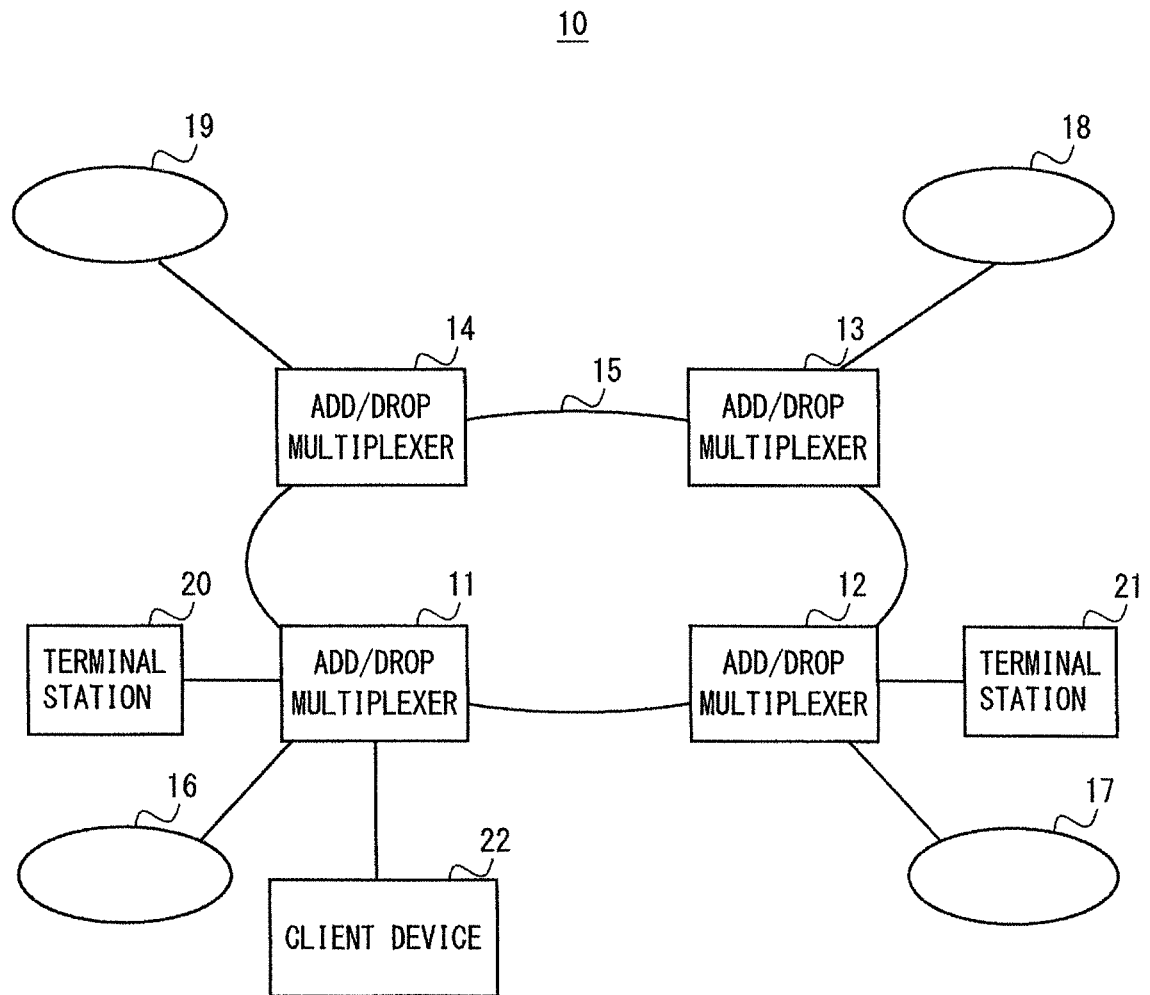 10
19
18
14
13
15
ADD/DROP
MULTIPLEXER
ADD/DROP
MULTIPLEXER
20
11
12
21
TERMINAL
STATION
ADD/DROP
MULTIPLEXER
ADD/DROP
MULTIPLEXER
TERMINAL
STATION
16
22
17
CLIENT DEVICE